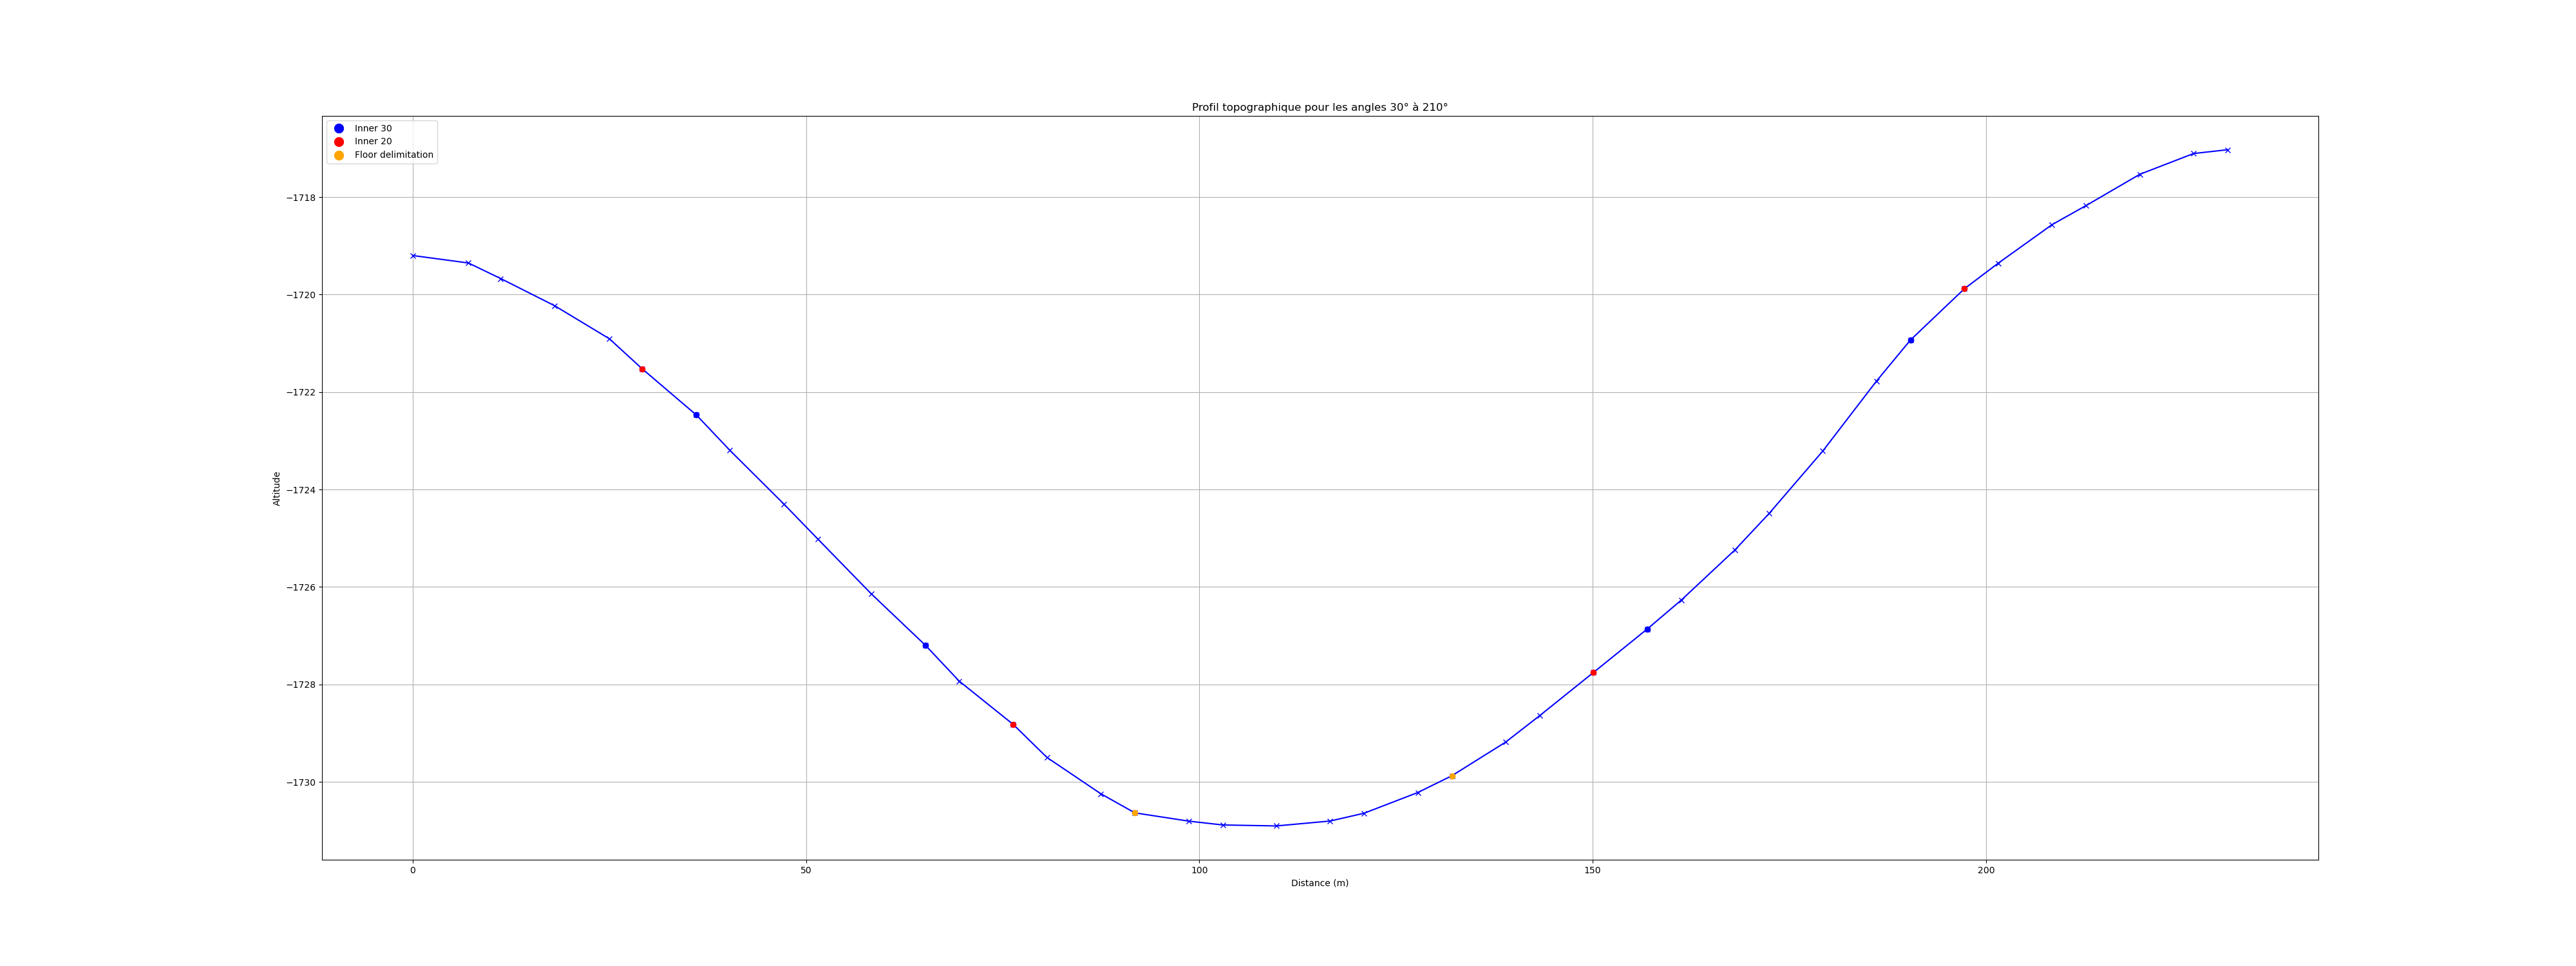 Profil topographique pour les angles 30° à 210°
Inner 30
Inner 20
Floor delimitation
−1718
−1720
−1722
−1724
−1726
−1728
−1730
Altitude
0 50 100 150 200
Distance (m)